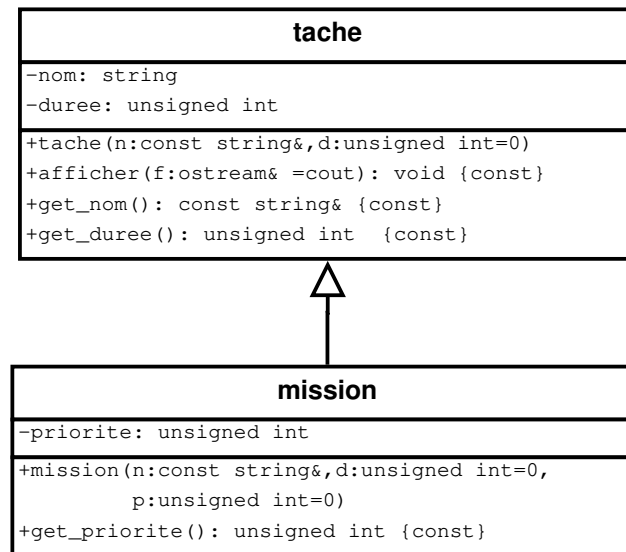 tache
-nom: string
-duree: unsigned int
+tache(n:const string&,d:unsigned int=0)
+afficher(f:ostream& =cout): void {const}
+get_nom(): const string& {const}
+get_duree(): unsigned int  {const}
mission
-priorite: unsigned int
+mission(n:const string&,d:unsigned int=0,
p:unsigned int=0)
+get_priorite(): unsigned int {const}